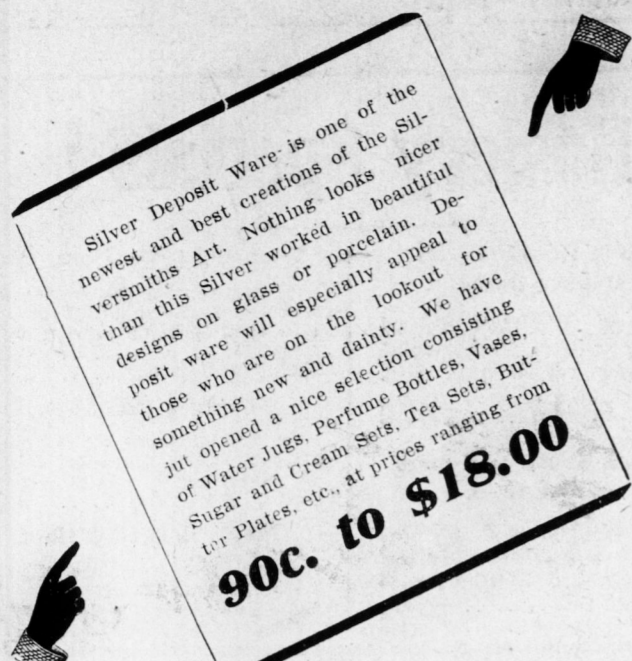 Silver Deposit Ware is one of the
newest and best creations of the Sil-
versmiths Art. Nothing looks nicer
than this Silver worked in beautiful
designs on glass or porcelain. De-
posit ware will especially appeal to
those who are on the lookout for
something new and dainty. We have
jut opened a nice selection consisting
of Water Jugs, Perfume Bottles, Vases,
Sugar and Cream Sets, Tea Sets, But-
ter Plates, etc., at prices ranging from
90c. to $18.00